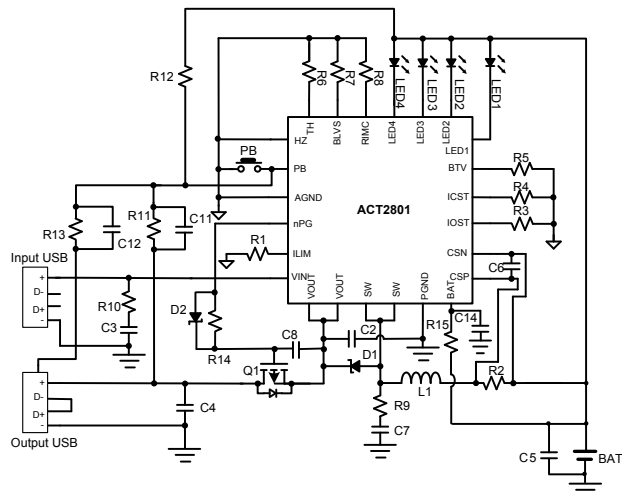 R12
R6
R7
R8
LED4
LED3
LED2
LED1
TH
BLVS
RIMC
LED4
LED3
LED2
LED1
HZ
PB
PB
BTV
R5
AGND
ACT2801
ICST
R4
R13
C12
R11
C11
nPG
IOST
R3
Input USB
R1
ILIM
CSN
C6
+
D-
D+
-
VIN
CSP
R10
C3
D2
R14
VOUT
VOUT
SW
SW
PGND
BAT
R15
C14
C8
C2
D1
Q1
L1
R2
+
D-
D+
-
Output USB
C4
R9
C7
C5
BAT